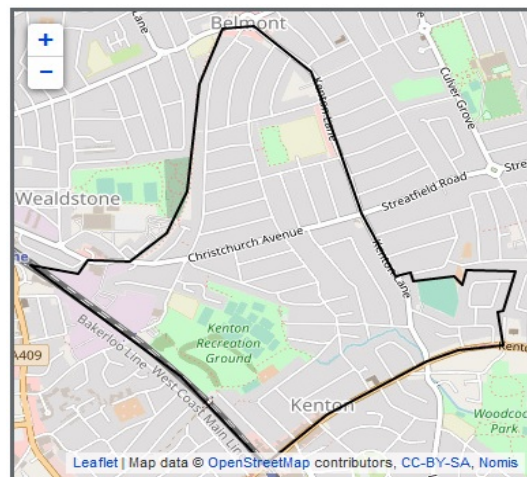 Belmont
+
−
Kenton Lane
Culver Grove
Wealdstone
Streatfield Road
Christchurch Avenue
Kenton Lane
Kenton
Recreation
Ground
Bakerloo Line
West Coast Main Line
A409
Kenton
Woodcoc
Park
Leaflet | Map data © OpenStreetMap contributors, CC-BY-SA, Nomis